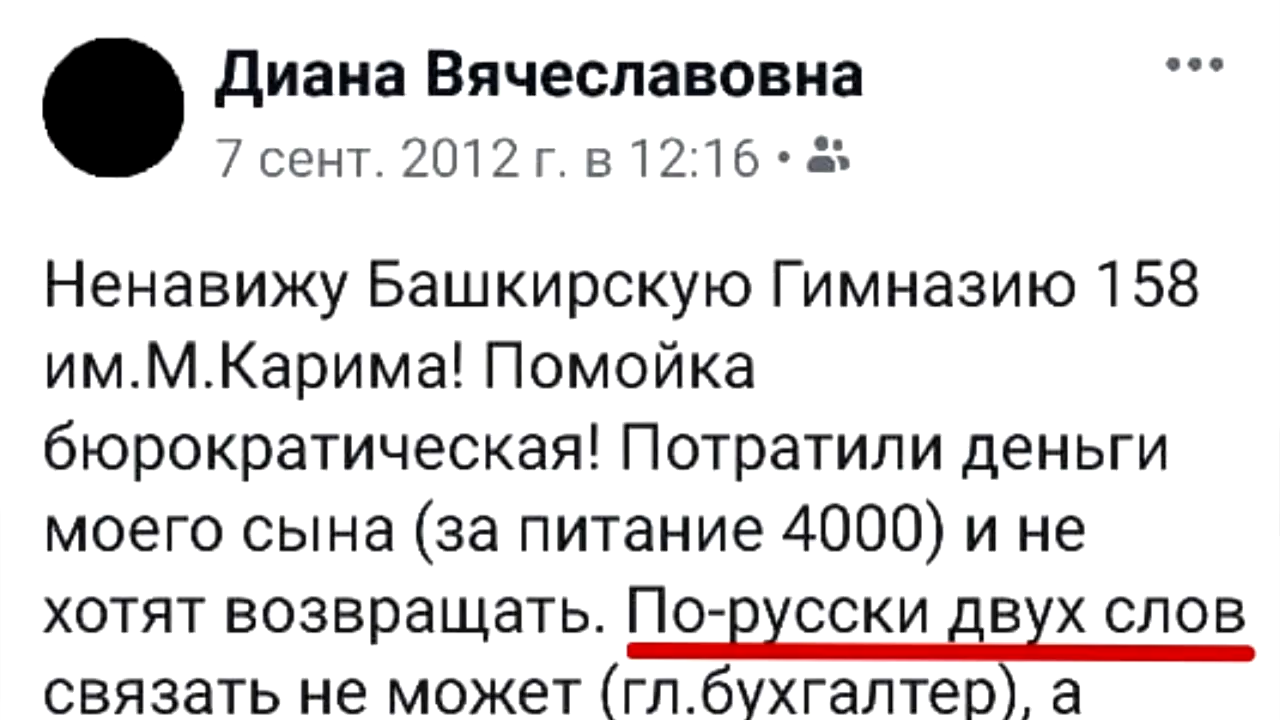 Диана Вячеславовна
7 сент. 2012 г. в 12:16 •
Ненавижу Башкирскую Гимназию 158
им.М.Карима! Помойка
бюрократическая! Потратили деньги
моего сына (за питание 4000) и не
хотят возвращать. По-русски двух слов
связать не может (гл.бухгалтер), а